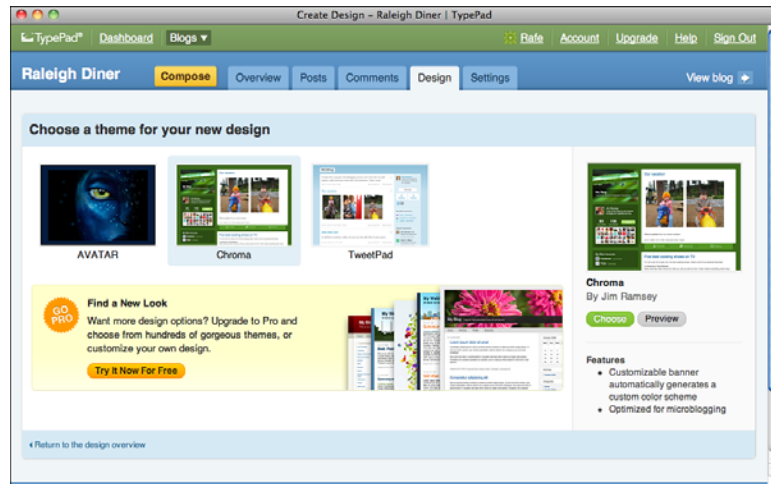 Create Design – Raleigh Diner | TypePad
TypePad® Dashboard Blogs ▾ Rafe Account Upgrade Help Sign Out
Raleigh Diner Compose Overview Posts Comments Design Settings View blog
Choose a theme for your new design
AVATAR Chroma TweetPad
Chroma
By Jim Ramsey
Choose Preview
Features
• Customizable banner
automatically generates a
custom color scheme
• Optimized for microblogging
GO
PRO
Find a New Look
Want more design options? Upgrade to Pro and
choose from hundreds of gorgeous themes, or
customize your own design.
Try It Now For Free
Return to the design overview